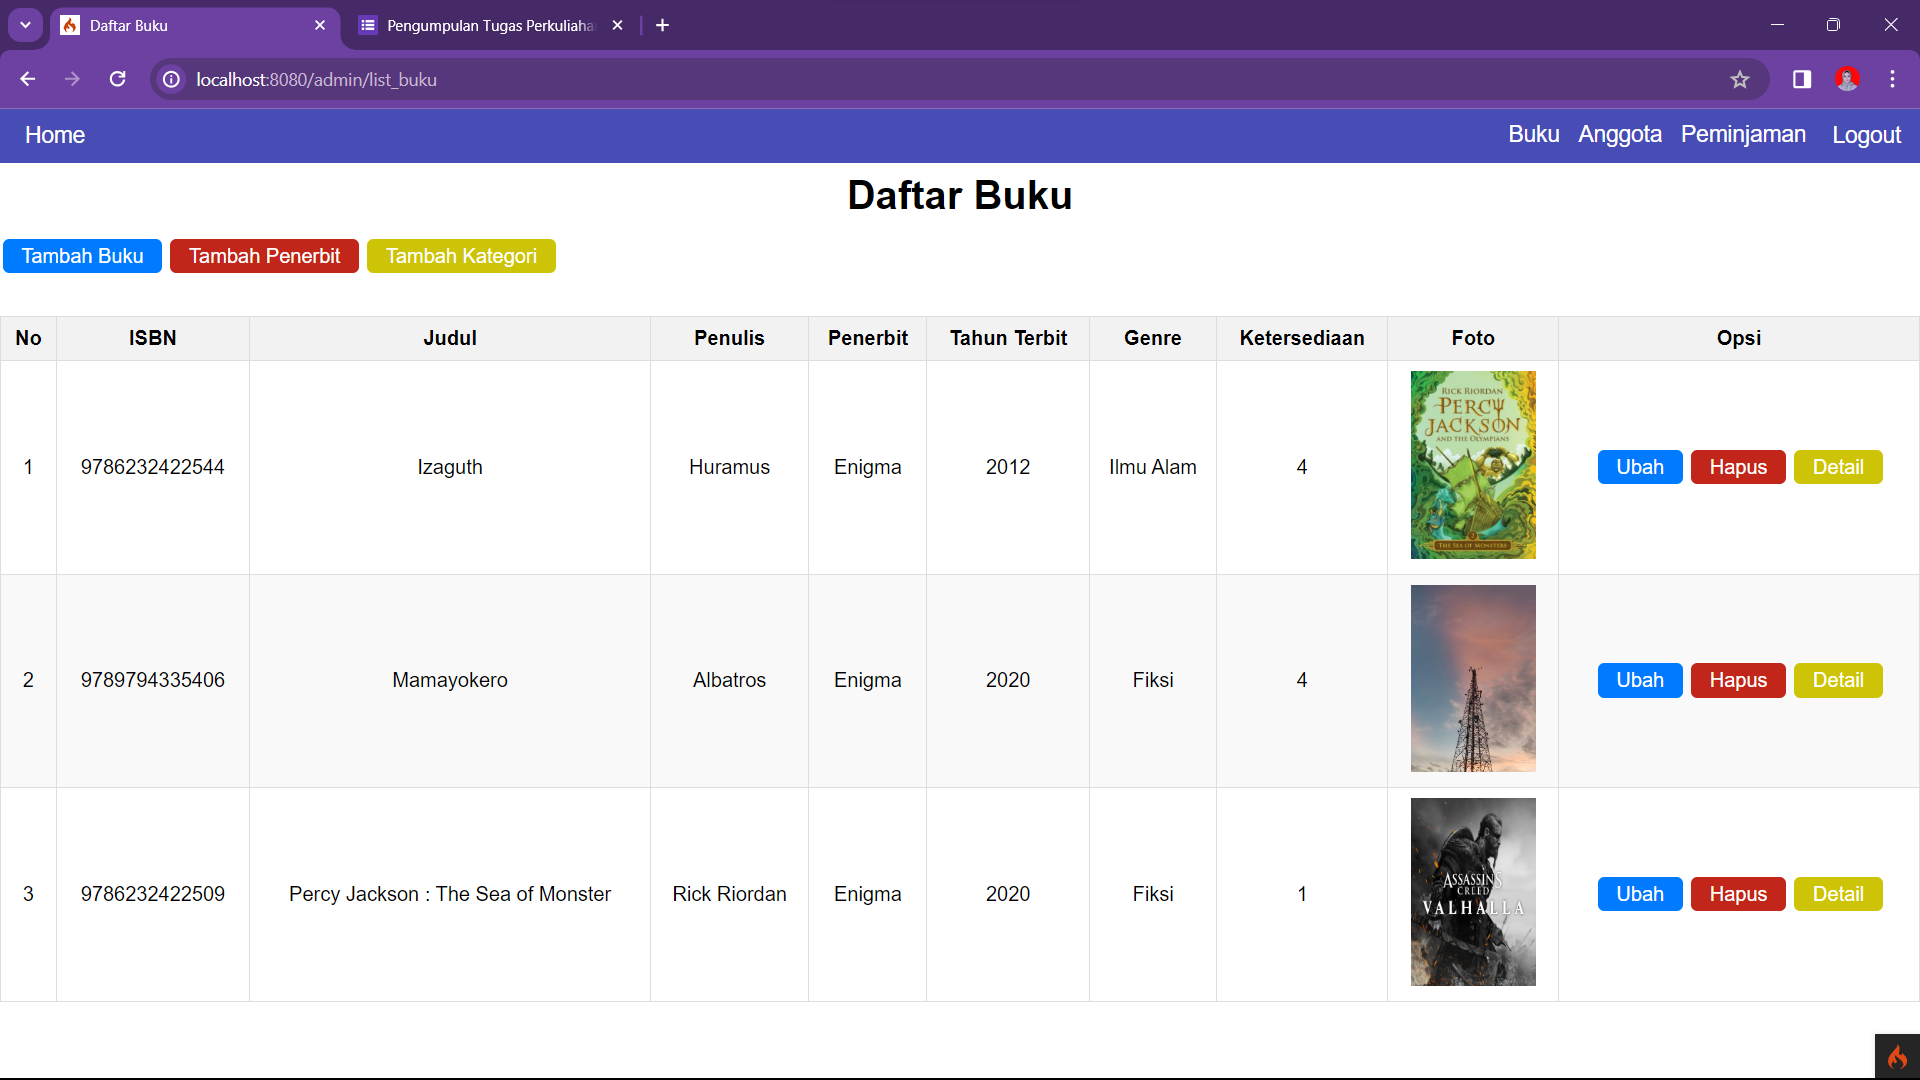 Daftar Buku
Pengumpulan Tugas Perkuliaha
localhost:8080/admin/list_buku
Home Buku Anggota Peminjaman Logout
Daftar Buku
Tambah Buku Tambah Penerbit Tambah Kategori
No ISBN Judul Penulis Penerbit Tahun Terbit Genre Ketersediaan Foto Opsi
RICK RIORDAN
PERCY
JACKSON
AND THE OLYMPIANS
2
THE SEA OF MONSTERS
1 9786232422544 Izaguth Huramus Enigma 2012 Ilmu Alam 4 Ubah Hapus Detail
2 9789794335406 Mamayokero Albatros Enigma 2020 Fiksi 4 Ubah Hapus Detail
3 9786232422509 Percy Jackson : The Sea of Monster Rick Riordan Enigma 2020 Fiksi 1 Ubah Hapus Detail
ASSASSIN'S
CREED
VALHALLA